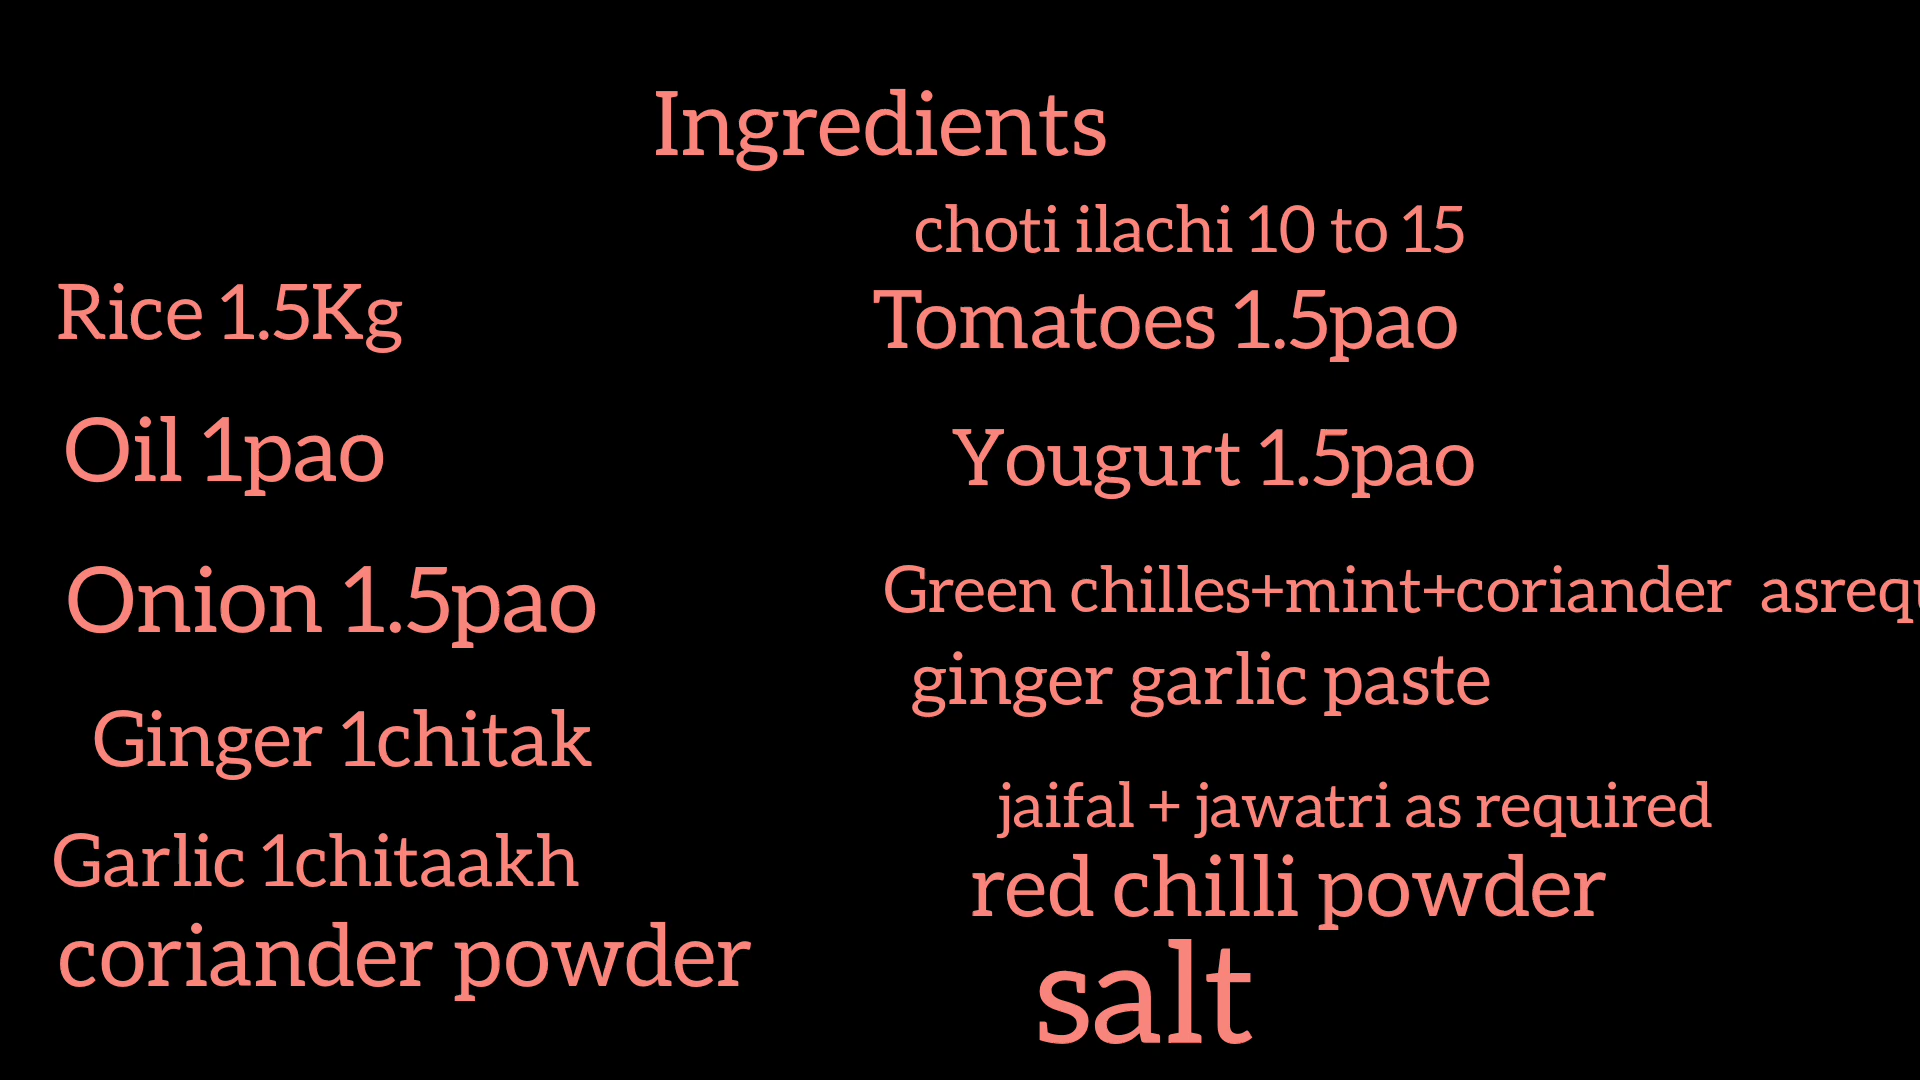 Ingredients
Rice 1.5Kg
Oil 1pao
Onion 1.5pao
Ginger 1chitak
Garlic 1chitaakh
coriander powder
choti ilachi 10 to 15
Tomatoes 1.5pao
Yougurt 1.5pao
Green chilles+mint+coriander
ginger garlic paste
jaifal + jawatri as required
red chilli powder
salt